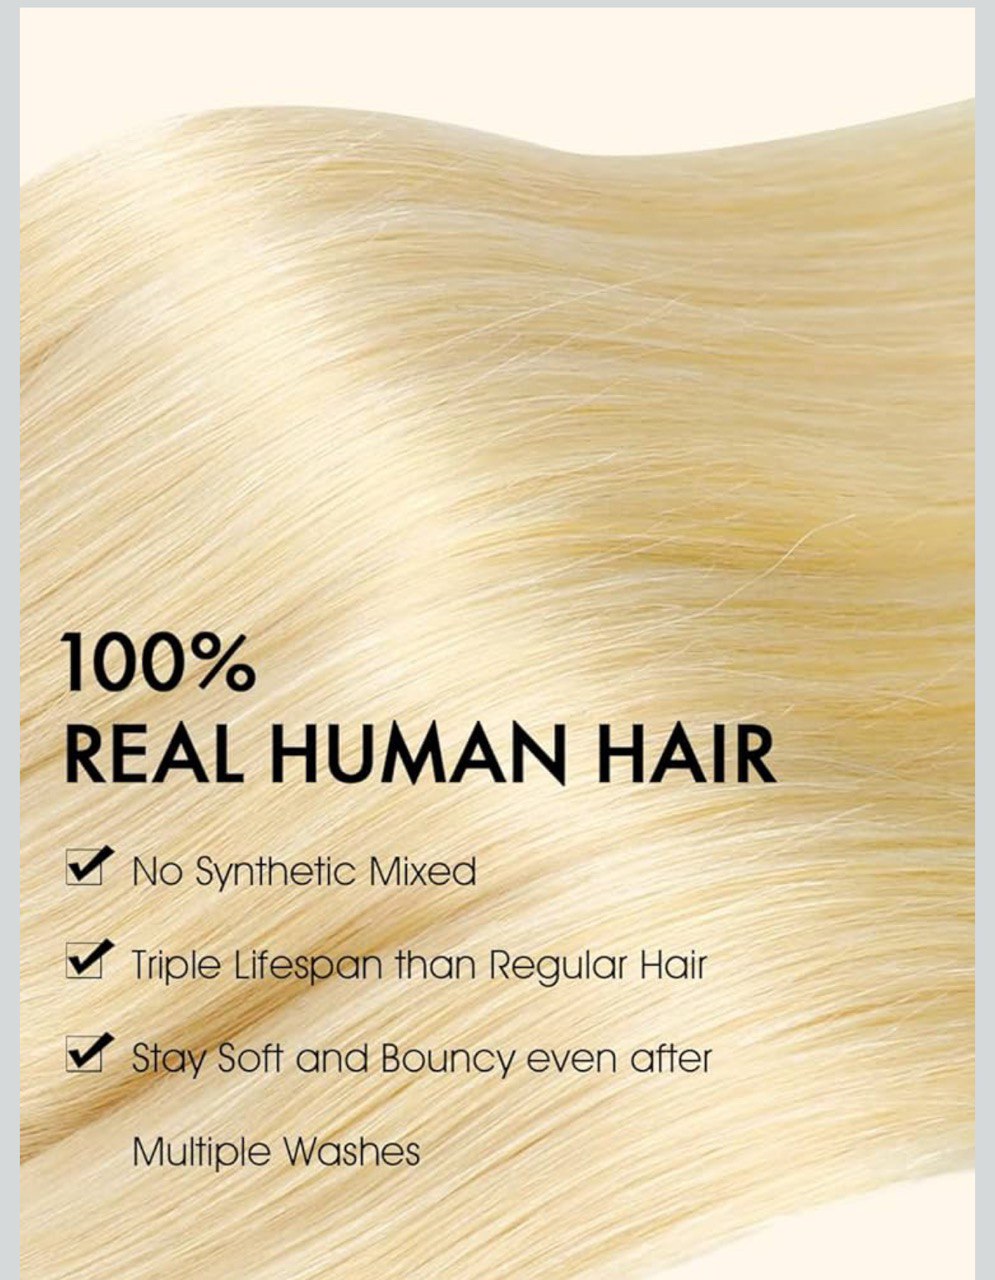 100%
REAL HUMAN HAIR
No Synthetic Mixed
Triple Lifespan than Regular Hair
Stay Soft and Bouncy even after
Multiple Washes